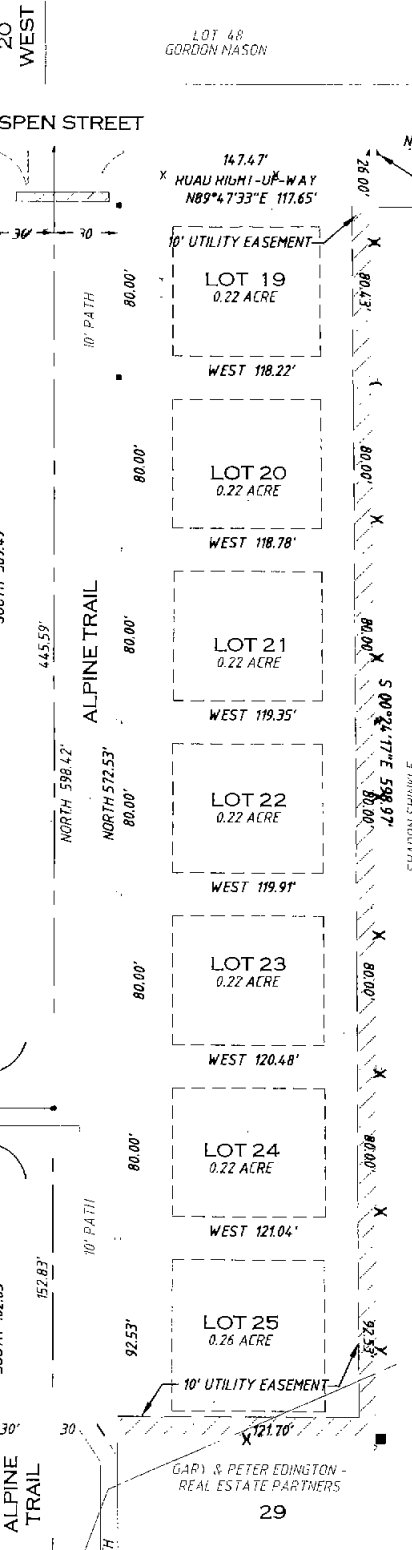 20
WEST
LOT 48
GORDON MASON
SPEN STREET
147.47'
ROAD RIGHT-OF-WAY
N89°47'33"E 117.65'
26.00'
N
30'
30
10' UTILITY EASEMENT
LOT 19
0.22 ACRE
80.00'
80.43'
10' PATH
WEST 118.22'
LOT 20
0.22 ACRE
80.00'
80.00'
WEST 118.78'
445.59'
ALPINE TRAIL
LOT 21
0.22 ACRE
80.00'
80.00'
WEST 119.35'
S 00°24'17"E 598.97'
NORTH 598.42'
NORTH 572.53'
LOT 22
0.22 ACRE
80.00'
80.00'
WEST 119.91'
LOT 23
0.22 ACRE
80.00'
80.00'
WEST 120.48'
LOT 24
0.22 ACRE
80.00'
80.00'
WEST 121.04'
10' PATH
152.83'
LOT 25
0.26 ACRE
92.53'
92.53'
10' UTILITY EASEMENT
30'
30
121.70'
ALPINE
TRAIL
GARY & PETER EDINGTON -
REAL ESTATE PARTNERS
29